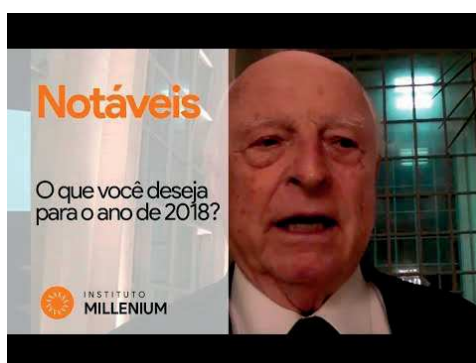 Notáveis
O que você deseja
para o ano de 2018?
INSTITUTO
MILLENIUM